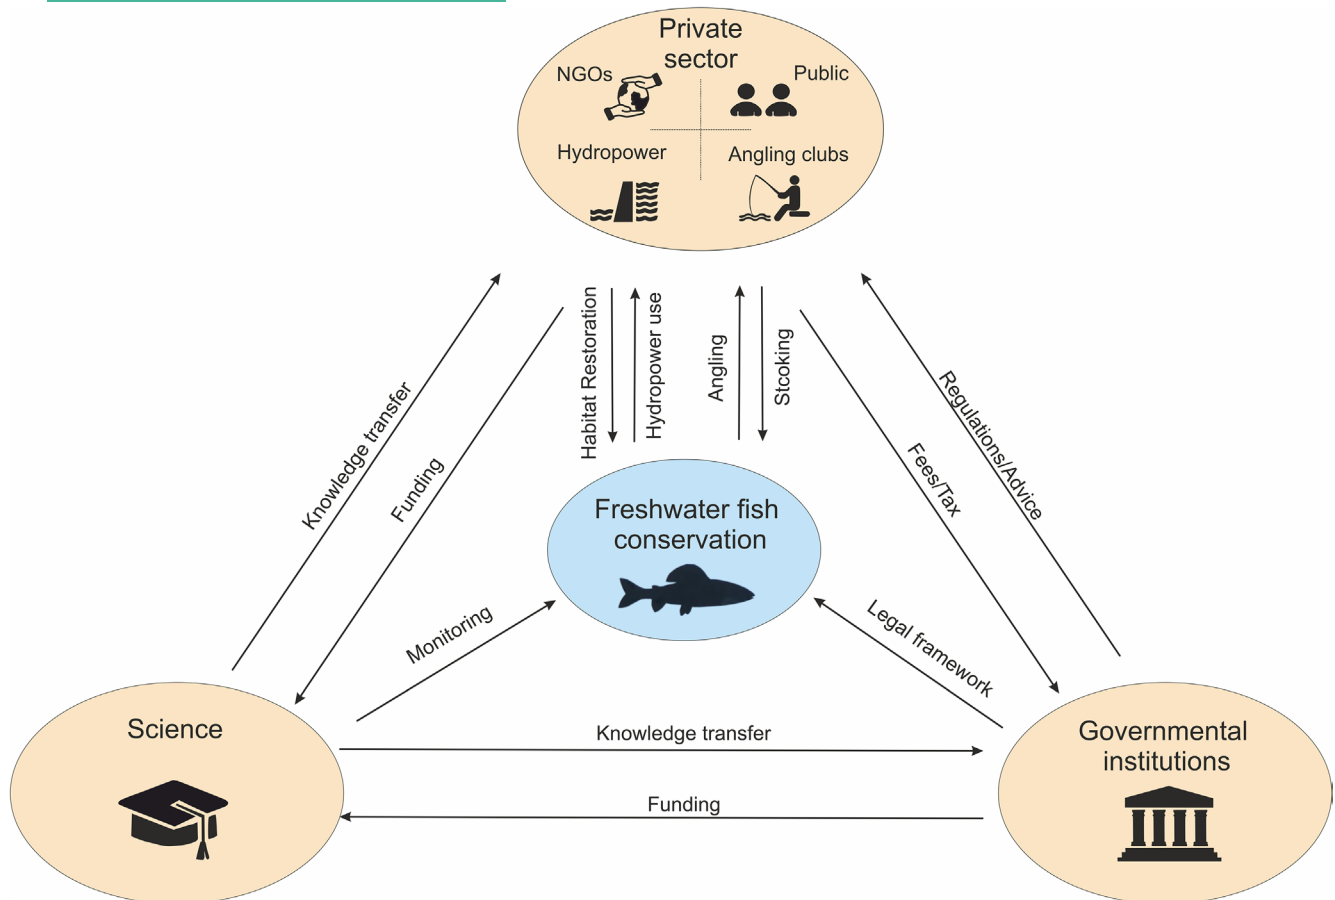 Private
sector
NGOs
Public
Hydropower
Angling clubs
Knowledge transfer
Funding
Habitat Restoration
Hydropower use
Angling
Stcoking
Fees/Tax
Regulations/Advice
Freshwater fish
conservation
Monitoring
Legal framework
Science
Knowledge transfer
Governmental
institutions
Funding